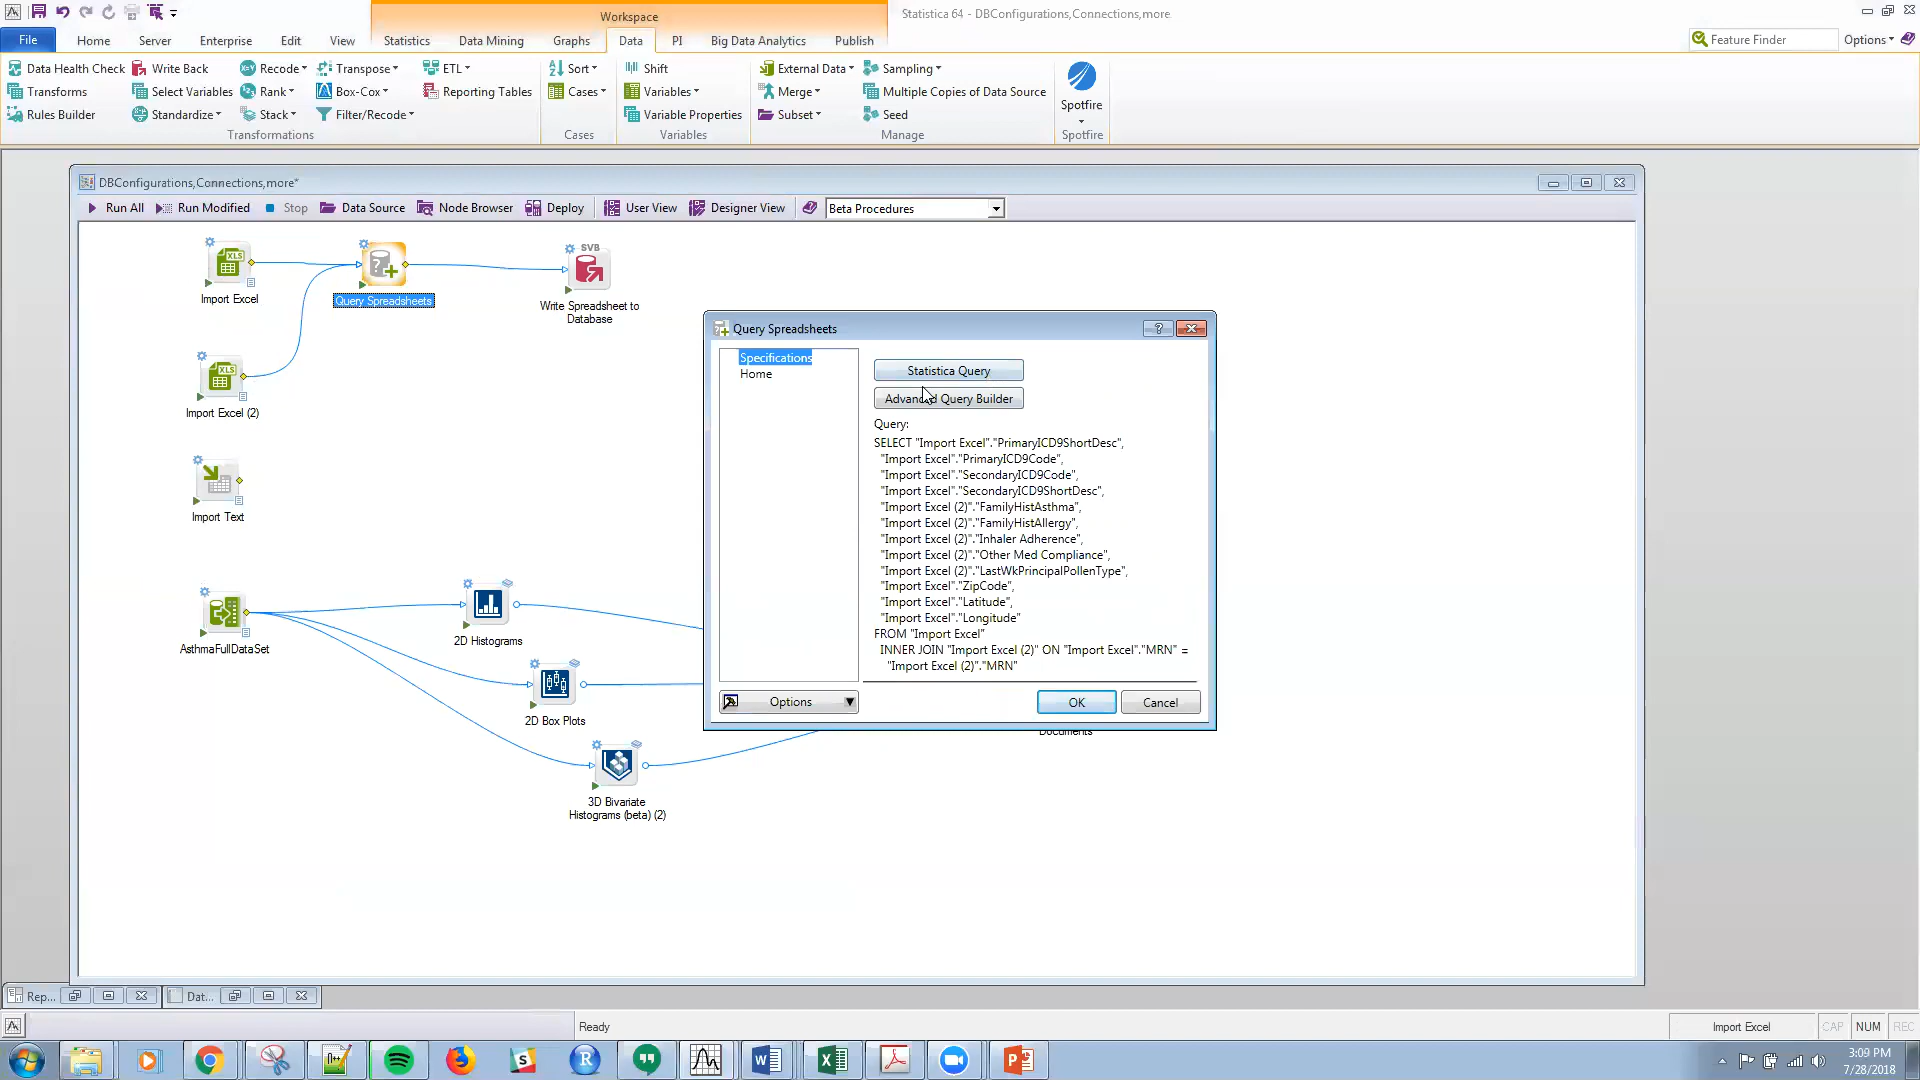 Workspace
Statistica 64 - DBConfigurations,Connections,more
File
Home
Server
Enterprise
Edit
View
Statistics
Data Mining
Graphs
Data
PI
Big Data Analytics
Publish
Feature Finder
Options
Data Health Check
Write Back
Recode
Transpose
ETL
Sort
Shift
External Data
Sampling
Transforms
Select Variables
Rank
Box-Cox
Reporting Tables
Cases
Variables
Merge
Multiple Copies of Data Source
Rules Builder
Standardize
Stack
Filter/Recode
Variable Properties
Subset
Seed
Spotfire
Transformations
Cases
Variables
Manage
Spotfire
DBConfigurations,Connections,more*
Run All
Run Modified
Stop
Data Source
Node Browser
Deploy
User View
Designer View
Beta Procedures
XLS
Import Excel
Query Spreadsheets
SVB
Write Spreadsheet to
Database
XLS
Import Excel (2)
Import Text
AsthmaFullDataSet
2D Histograms
2D Box Plots
3D Bivariate
Histograms (beta) (2)
Documents
Query Spreadsheets
Specifications
Home
Statistica Query
Advanced Query Builder
Query:
SELECT "Import Excel"."PrimaryICD9ShortDesc",
"Import Excel"."PrimaryICD9Code",
"Import Excel"."SecondaryICD9Code",
"Import Excel"."SecondaryICD9ShortDesc",
"Import Excel (2)"."FamilyHistAsthma",
"Import Excel (2)"."FamilyHistAllergy",
"Import Excel (2)"."Inhaler Adherence",
"Import Excel (2)"."Other Med Compliance",
"Import Excel (2)"."LastWkPrincipalPollenType",
"Import Excel"."ZipCode",
"Import Excel"."Latitude",
"Import Excel"."Longitude"
FROM "Import Excel"
INNER JOIN "Import Excel (2)" ON "Import Excel"."MRN" =
"Import Excel (2)"."MRN"
Options
OK
Cancel
Rep...
Dat...
Ready
Import Excel
CAP
NUM
REC
3:09 PM
7/28/2018